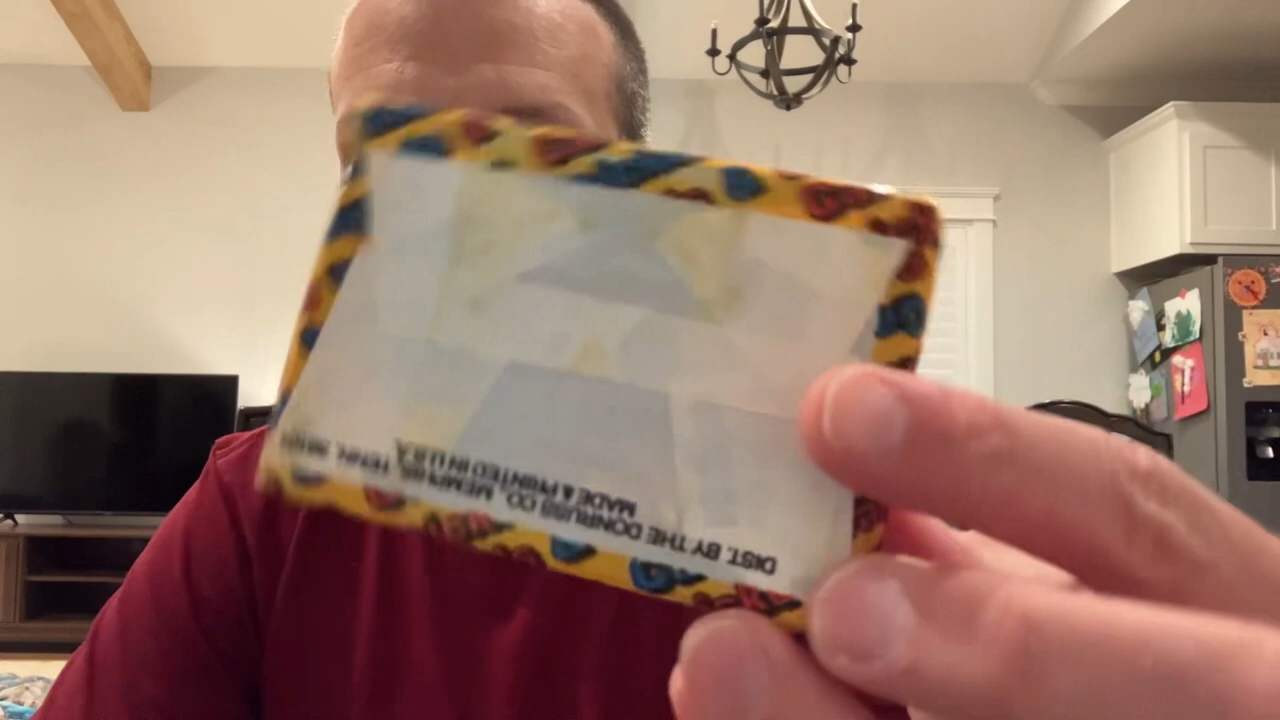 DIST. BY THE DONRUSS CO., MEMPHIS, TENN.
MADE & PRINTED IN U.S.A.